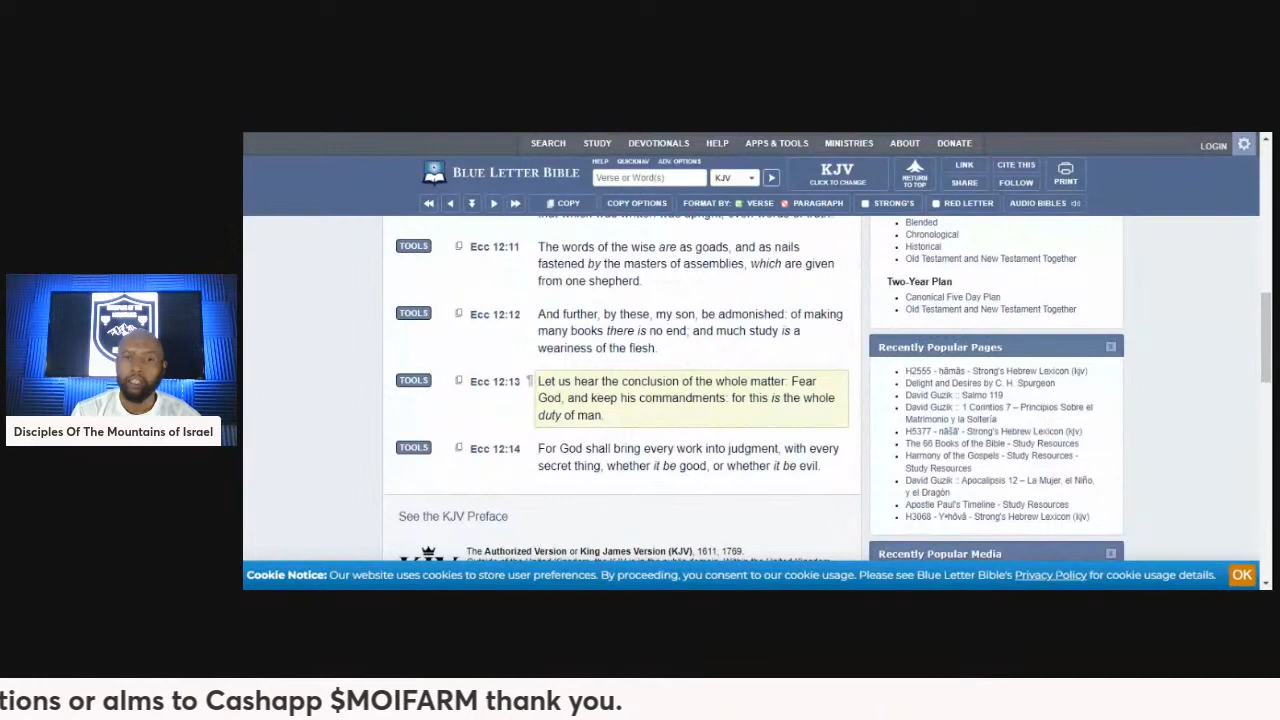 SEARCH STUDY DEVOTIONALS HELP APPS & TOOLS MINISTRIES ABOUT DONATE
LOGIN
BLUE LETTER BIBLE
HELP QUICKNAV ADV. OPTIONS
Verse or Word(s)
KJV
KJV
CLICK TO CHANGE
RETURN
TO TOP
LINK CITE THIS
SHARE FOLLOW
PRINT
COPY COPY OPTIONS FORMAT BY: VERSE PARAGRAPH STRONG'S RED LETTER AUDIO BIBLES
that which was written was upright, even words of truth.
TOOLS Ecc 12:11 The words of the wise are as goads, and as nails
fastened by the masters of assemblies, which are given
from one shepherd.
TOOLS Ecc 12:12 And further, by these, my son, be admonished: of making
many books there is no end; and much study is a
weariness of the flesh.
TOOLS Ecc 12:13 ¶ Let us hear the conclusion of the whole matter: Fear
God, and keep his commandments: for this is the whole
duty of man.
TOOLS Ecc 12:14 For God shall bring every work into judgment, with every
secret thing, whether it be good, or whether it be evil.
See the KJV Preface
The Authorized Version or King James Version (KJV), 1611, 1769.
Blended
Chronological
Historical
Old Testament and New Testament Together
Two-Year Plan
Canonical Five Day Plan
Old Testament and New Testament Together
Recently Popular Pages
H2555 - ḥāmās - Strong's Hebrew Lexicon (kjv)
Delight and Desires by C. H. Spurgeon
David Guzik :: Salmo 119
David Guzik :: 1 Corintios 7 – Principios Sobre el
Matrimonio y la Soltería
H5377 - nāšā' - Strong's Hebrew Lexicon (kjv)
The 66 Books of the Bible - Study Resources
Harmony of the Gospels - Study Resources -
Study Resources
David Guzik :: Apocalipsis 12 – La Mujer, el Niño,
y el Dragón
Apostle Paul's Timeline - Study Resources
H3068 - Yᵊhōvâ - Strong's Hebrew Lexicon (kjv)
Recently Popular Media
Cookie Notice: Our website uses cookies to store user preferences. By proceeding, you consent to our cookie usage. Please see Blue Letter Bible's Privacy Policy for cookie usage details. OK
Disciples Of The Mountains of Israel
tions or alms to Cashapp $MOIFARM thank you.